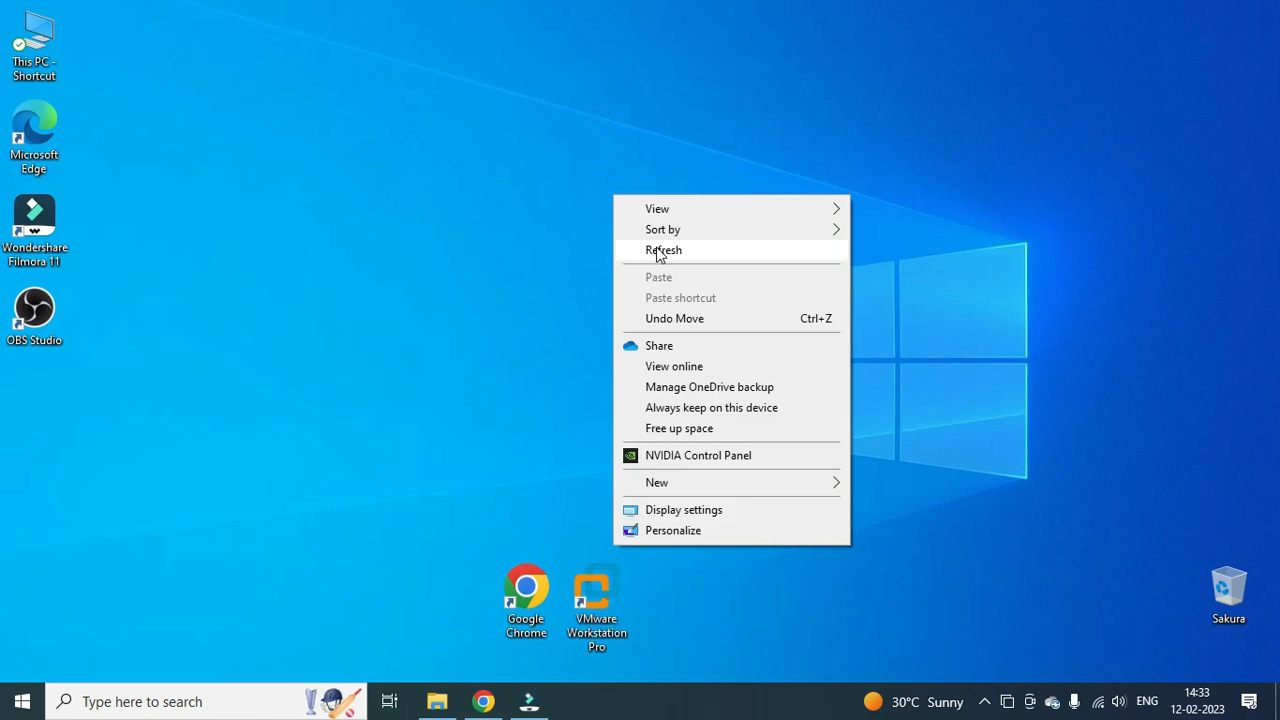 This PC -
Shortcut
Microsoft
Edge
Wondershare
Filmora 11
OBS Studio
View
Sort by
Refresh
Paste
Paste shortcut
Undo Move Ctrl+Z
Share
View online
Manage OneDrive backup
Always keep on this device
Free up space
NVIDIA Control Panel
New
Display settings
Personalize
Google
Chrome
VMware
Workstation
Pro
Sakura
Type here to search
30°C Sunny
ENG
14:33
12-02-2023